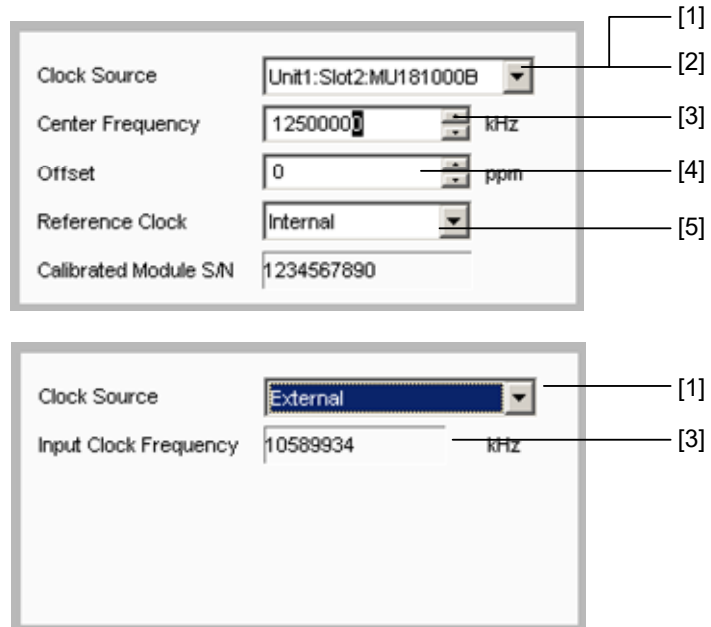 [1]
Clock Source Unit1:Slot2:MU181000B [2]
Center Frequency 12500000 kHz [3]
Offset 0 ppm [4]
Reference Clock Internal [5]
Calibrated Module S/N 1234567890
Clock Source External [1]
Input Clock Frequency 10589934 kHz [3]